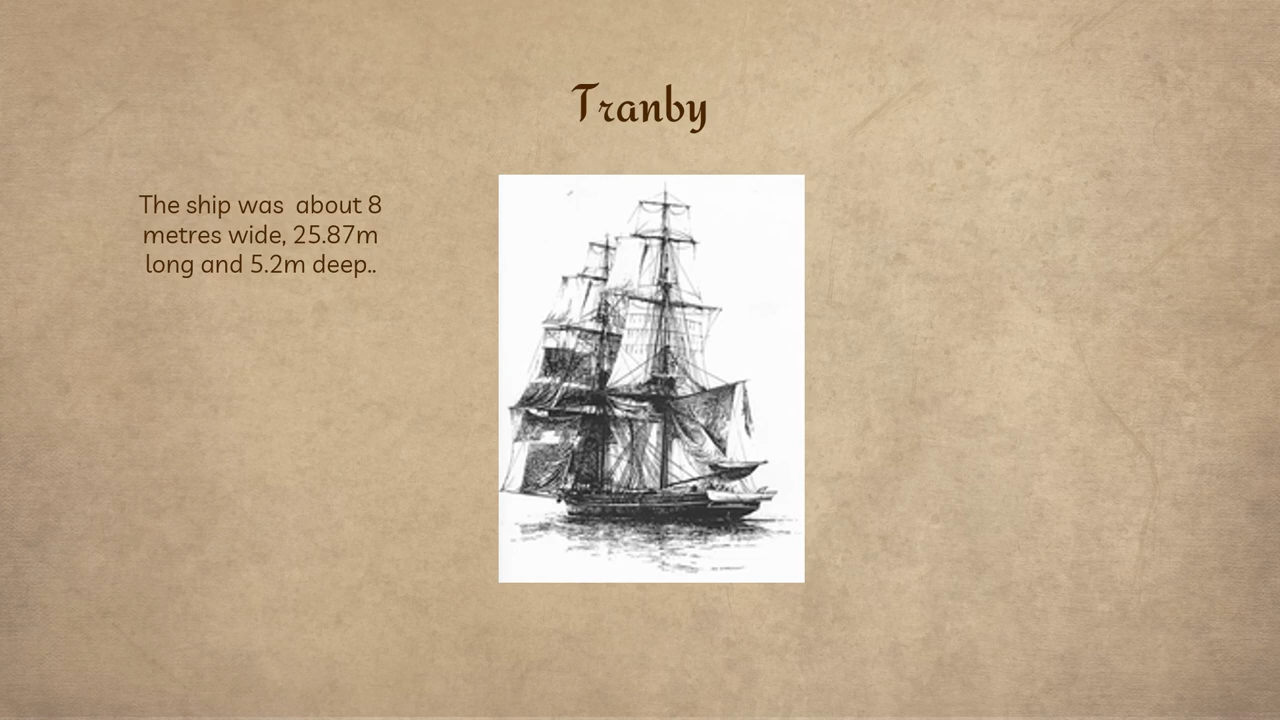 Tranby
The ship was  about 8
metres wide, 25.87m
long and 5.2m deep..